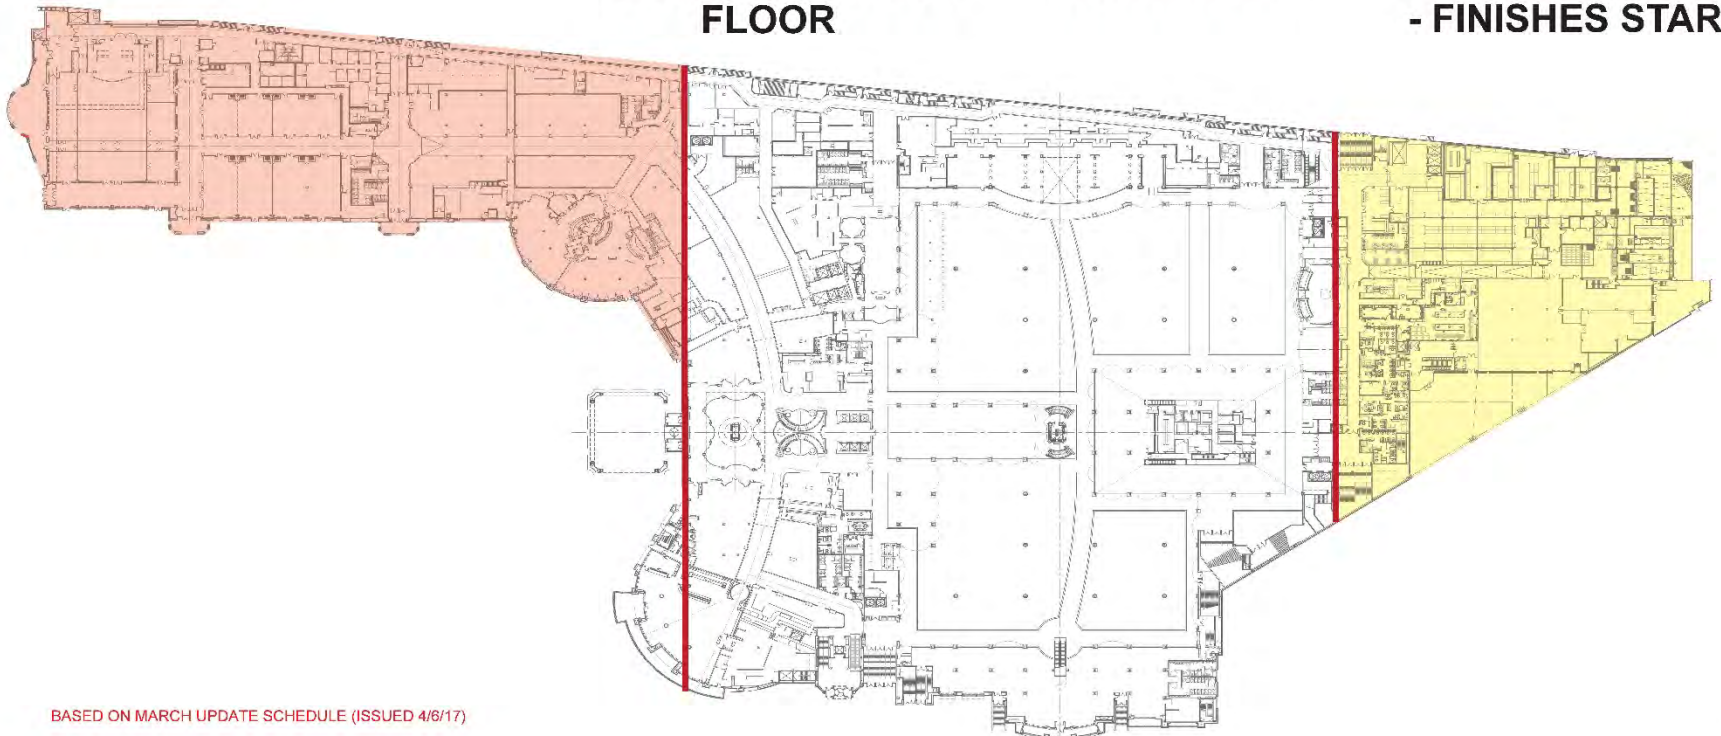 FLOOR
- FINISHES STAR
BASED ON MARCH UPDATE SCHEDULE (ISSUED 4/6/17)